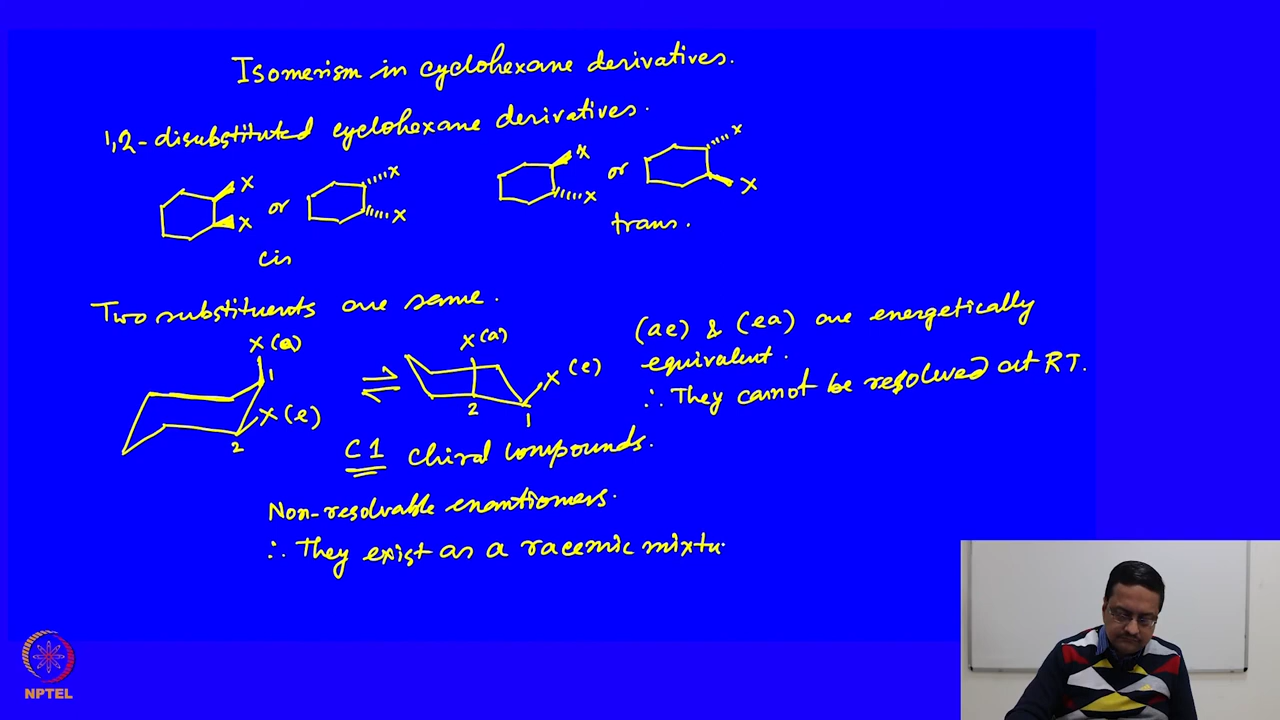 Isomerism in cyclohexane derivatives.
1,2-disubstituted cyclohexane derivatives.
X
X
or
X
X
cis
X
X
or
X
X
trans.
Two substituents are same.
X (a)
1
X (e)
2
X (a)
X (e)
2
1
(ae) & (ea) are energetically
equivalent.
∴ They cannot be resolved at RT.
C1 Chiral compounds.
Non-resolvable enantiomers.
∴ They exist as a racemic mixtu
NPTEL